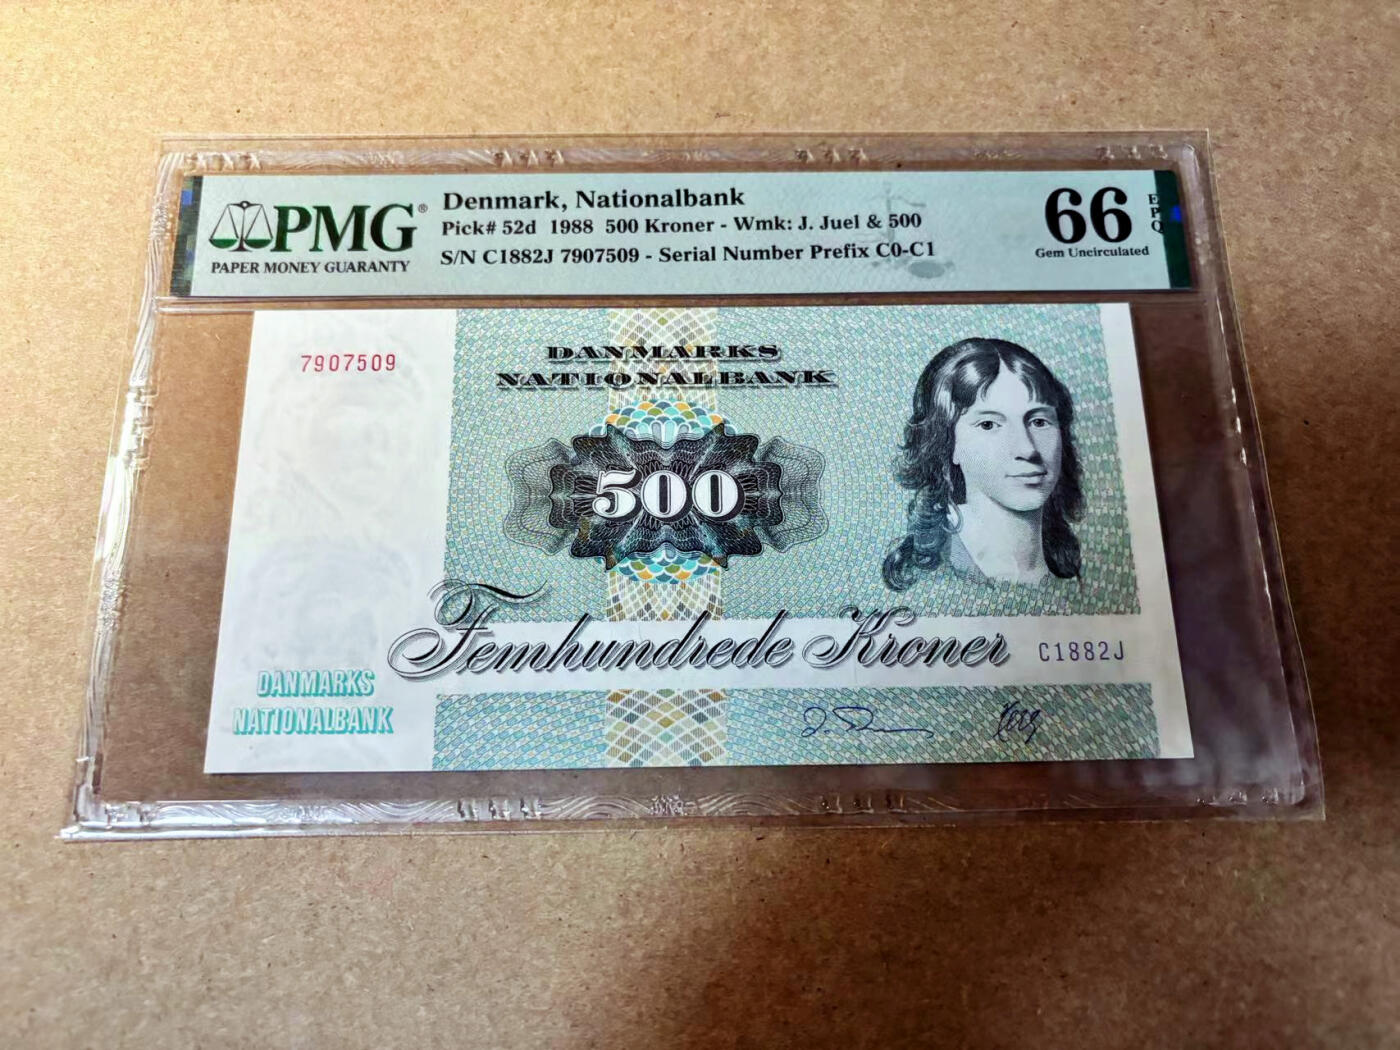 PMG®
PAPER MONEY GUARANTY
Denmark, Nationalbank
Pick# 52d 1988 500 Kroner - Wmk: J. Juel & 500
S/N C1882J 7907509 - Serial Number Prefix C0-C1
66
EPQ
Gem Uncirculated
7907509
DANMARKS
NATIONALBANK
500
Femhundrede Kroner
C1882J
DANMARKS
NATIONALBANK